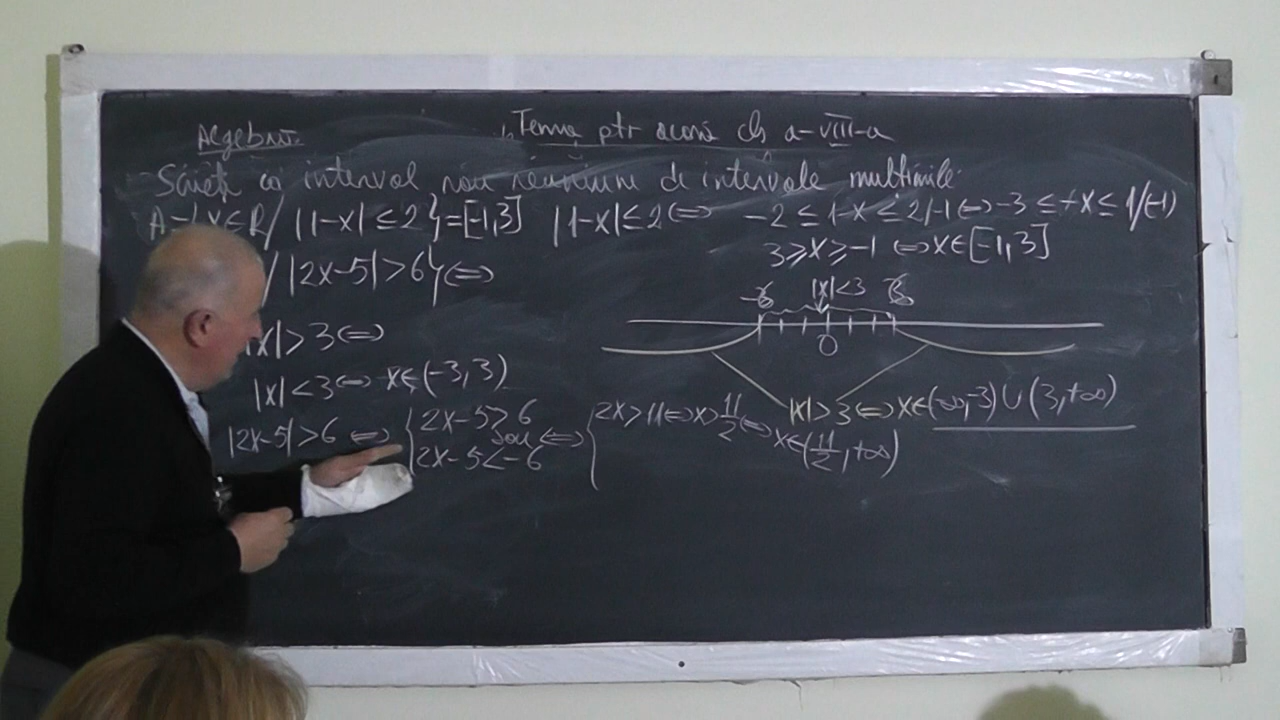 Algebră. Temă ptr acasă cls a-VIII-a
Scrieți ca interval sau reuniune de intervale mulțimile:
A={x∈R/ |1-x|≤2}=[-1,3] |1-x|≤2⇔ -2≤1-x≤2/-1⇔-3≤-x≤1/(-1)
3≥x≥-1 ⇔x∈[-1,3]
/ |2x-5|>6}⇔
|x|<3
0
|x|>3⇔
|x|<3⇔ x∈(-3,3)
|x|>3⇔x∈(-∞,-3)∪(3,+∞)
|2x-5|>6 ⇔ {2x-5>6 sau 2x-5<-6 ⇔ {2x>11⇔x>11/2⇔ x∈(11/2,+∞)